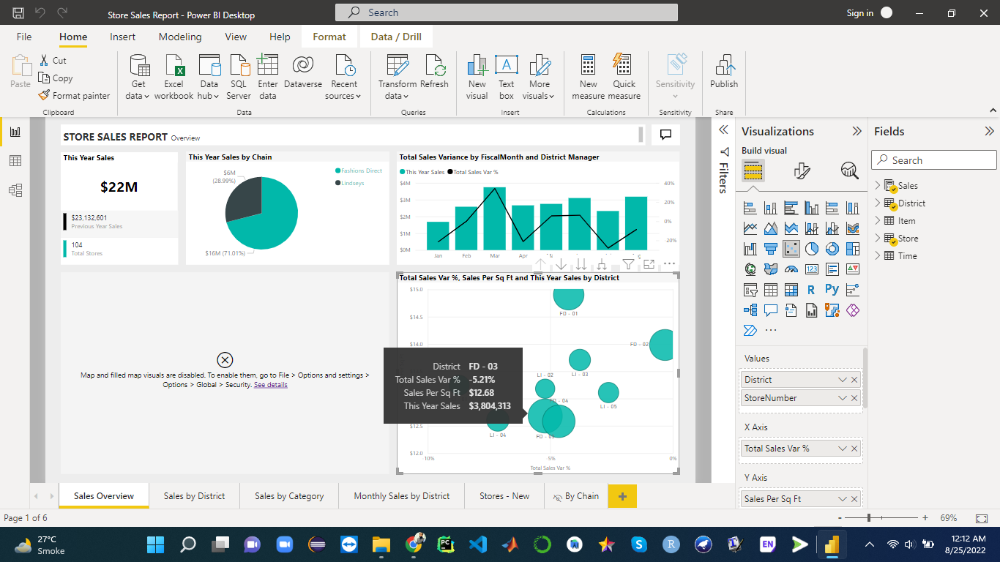 Store Sales Report - Power BI Desktop
Search
Sign in
File
Home
Insert
Modeling
View
Help
Format
Data / Drill
Paste
Cut
Copy
Format painter
Clipboard
Get data
Excel workbook
Data hub
SQL Server
Enter data
Dataverse
Recent sources
Data
Transform data
Refresh
Queries
New visual
Text box
More visuals
Insert
New measure
Quick measure
Calculations
Sensitivity
Sensitivity
Publish
Share
STORE SALES REPORT Overview
This Year Sales
$22M
$23,132,601
Previous Year Sales
104
Total Stores
This Year Sales by Chain
$6M
(28.99%)
$16M (71.01%)
Fashions Direct
Lindseys
Total Sales Variance by FiscalMonth and District Manager
This Year Sales
Total Sales Var %
$4M
$3M
$2M
$1M
$0M
40%
20%
0%
20%
Jan
Feb
Mar
Apr
Map and filled map visuals are disabled. To enable them, go to File > Options and settings >
Options > Global > Security. See details
Total Sales Var %, Sales Per Sq Ft and This Year Sales by District
$15.0
$14.5
$14.0
$12.5
$12.0
FD - 01
FD - 02
LI - 02
LI - 03
LI - 05
LI - 04
10%
-5%
0%
Total Sales Var %
District FD - 03
Total Sales Var % -5.21%
Sales Per Sq Ft $12.68
This Year Sales $3,804,313
Filters
Visualizations
Build visual
R
Py
123
Values
District
StoreNumber
X Axis
Total Sales Var %
Y Axis
Sales Per Sq Ft
Fields
Search
Sales
District
Item
Store
Time
Sales Overview
Sales by District
Sales by Category
Monthly Sales by District
Stores - New
By Chain
Page 1 of 6
69%
27°C
Smoke
PC
R
EN
12:12 AM
8/25/2022